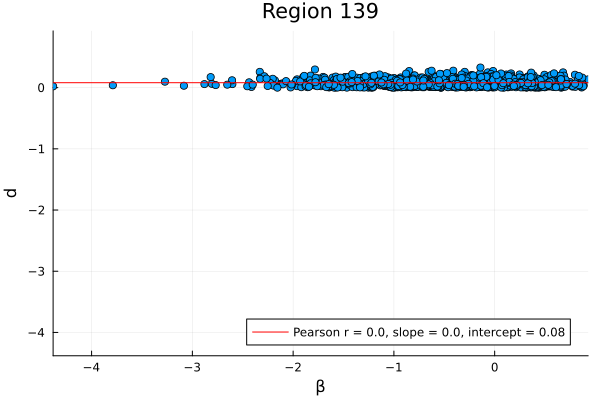 Region 139
d
0
−1
−2
−3
−4
Pearson r = 0.0, slope = 0.0, intercept = 0.08
−4
−3
−2
−1
0
β